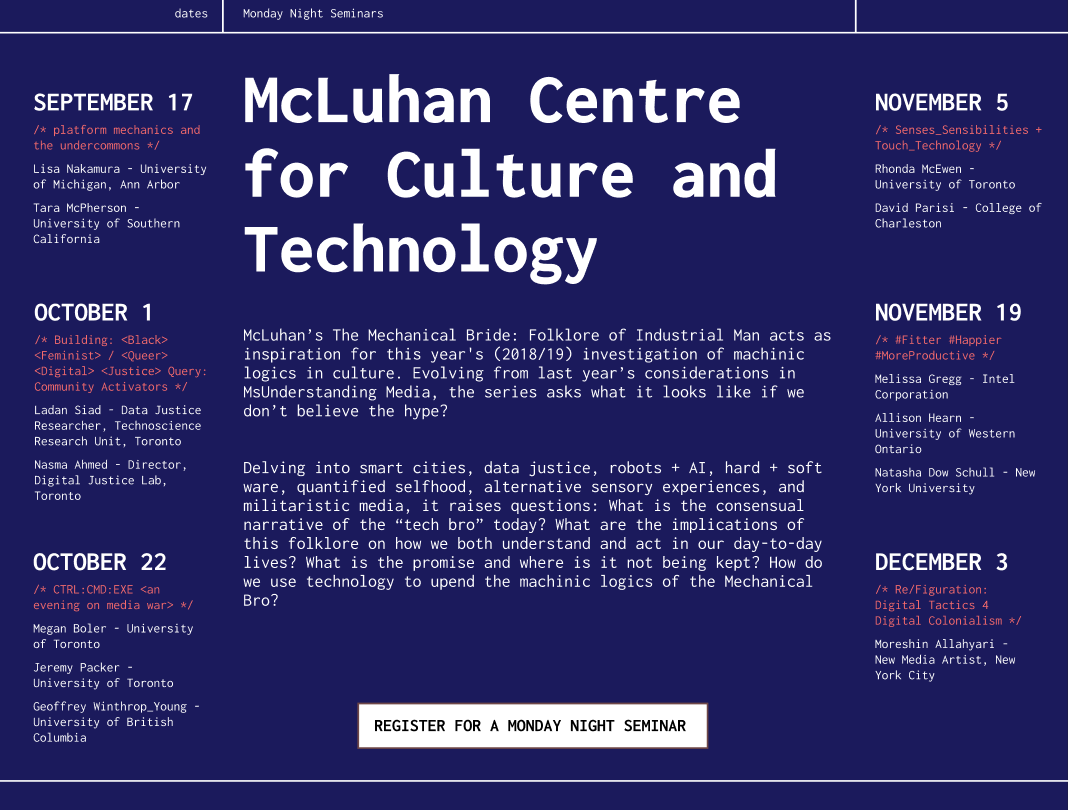 dates
Monday Night Seminars
SEPTEMBER 17
/* platform mechanics and
the undercommons */
Lisa Nakamura - University
of Michigan, Ann Arbor
Tara McPherson -
University of Southern
California
OCTOBER 1
/* Building: <Black>
<Feminist> / <Queer>
<Digital> <Justice> Query:
Community Activators */
Ladan Siad - Data Justice
Researcher, Technoscience
Research Unit, Toronto
Nasma Ahmed - Director,
Digital Justice Lab,
Toronto
OCTOBER 22
/* CTRL:CMD:EXE <an
evening on media war> */
Megan Boler - University
of Toronto
Jeremy Packer -
University of Toronto
Geoffrey Winthrop_Young -
University of British
Columbia
McLuhan Centre
for Culture and
Technology
McLuhan’s The Mechanical Bride: Folklore of Industrial Man acts as
inspiration for this year's (2018/19) investigation of machinic
logics in culture. Evolving from last year’s considerations in
MsUnderstanding Media, the series asks what it looks like if we
don’t believe the hype?
Delving into smart cities, data justice, robots + AI, hard + soft
ware, quantified selfhood, alternative sensory experiences, and
militaristic media, it raises questions: What is the consensual
narrative of the “tech bro” today? What are the implications of
this folklore on how we both understand and act in our day-to-day
lives? What is the promise and where is it not being kept? How do
we use technology to upend the machinic logics of the Mechanical
Bro?
REGISTER FOR A MONDAY NIGHT SEMINAR
NOVEMBER 5
/* Senses_Sensibilities +
Touch_Technology */
Rhonda McEwen -
University of Toronto
David Parisi - College of
Charleston
NOVEMBER 19
/* #Fitter #Happier
#MoreProductive */
Melissa Gregg - Intel
Corporation
Allison Hearn -
University of Western
Ontario
Natasha Dow Schull - New
York University
DECEMBER 3
/* Re/Figuration:
Digital Tactics 4
Digital Colonialism */
Moreshin Allahyari -
New Media Artist, New
York City